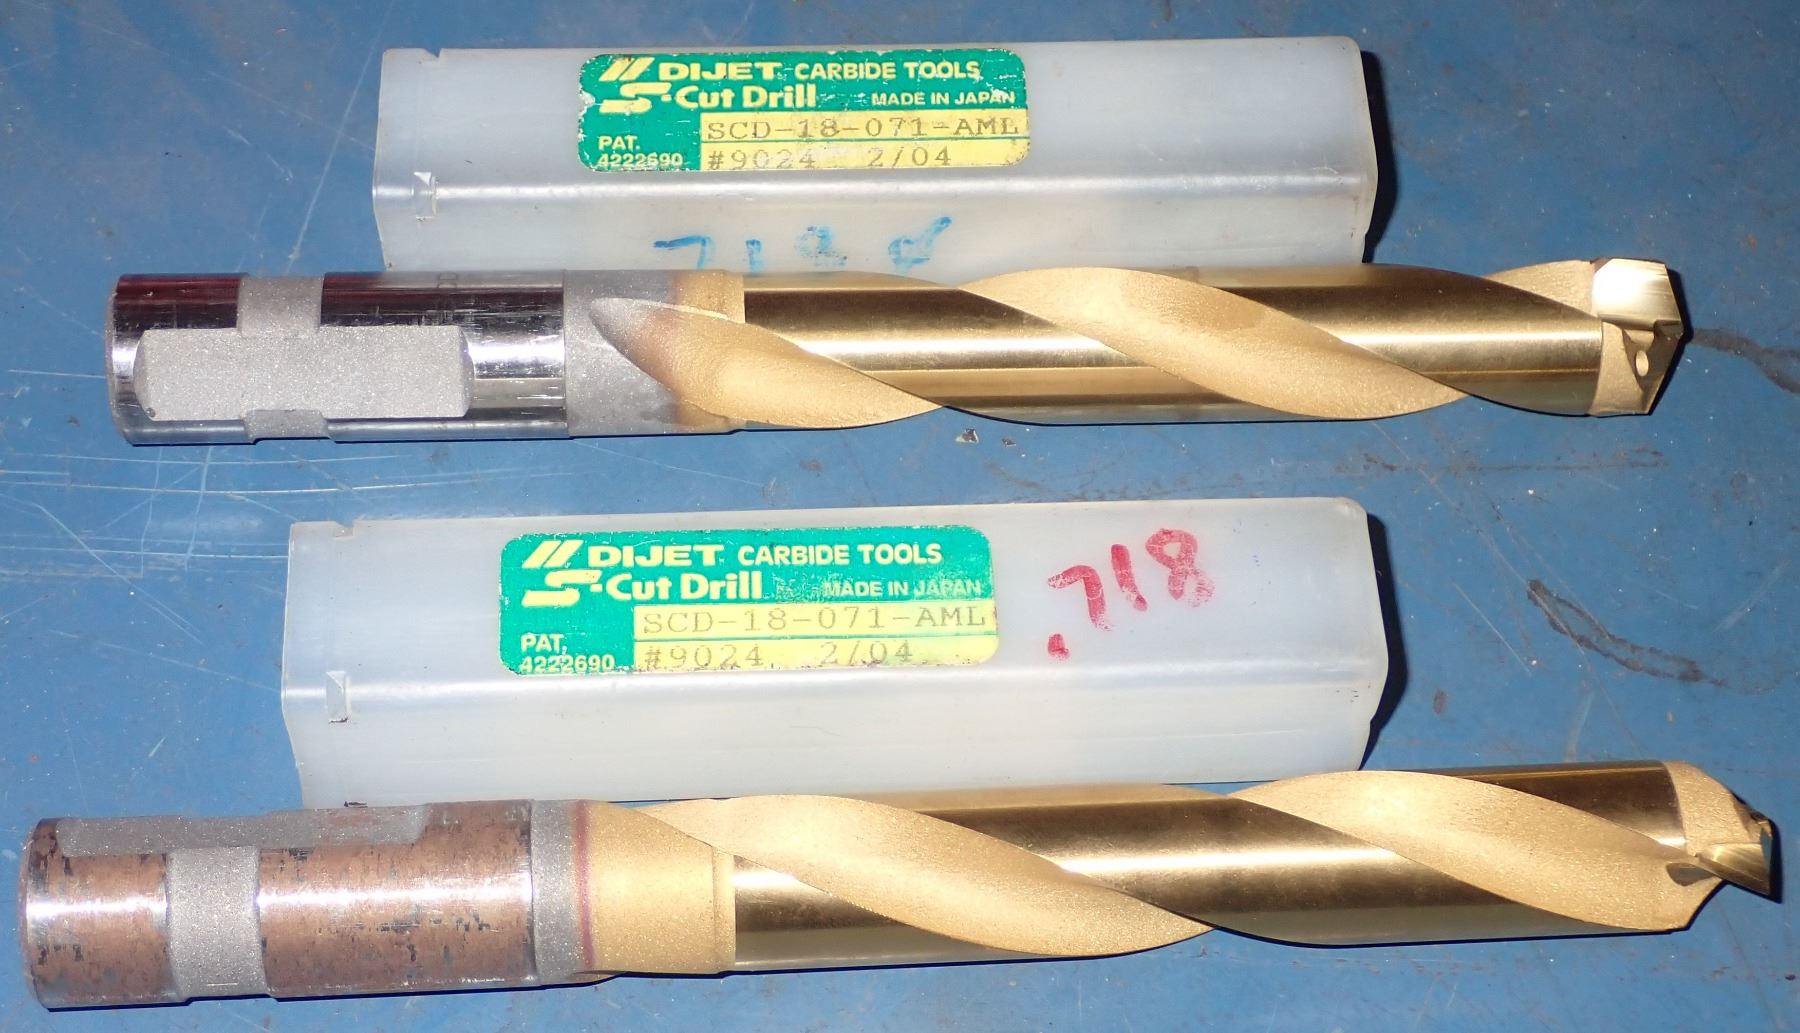 DIJET CARBIDE TOOLS
S-Cut Drill MADE IN JAPAN
SCD-18-071-AML
PAT.
4222690 #9024 2/04
DIJET CARBIDE TOOLS
S-Cut Drill MADE IN JAPAN
SCD-18-071-AML
PAT.
4222690 #9024 2/04
.718